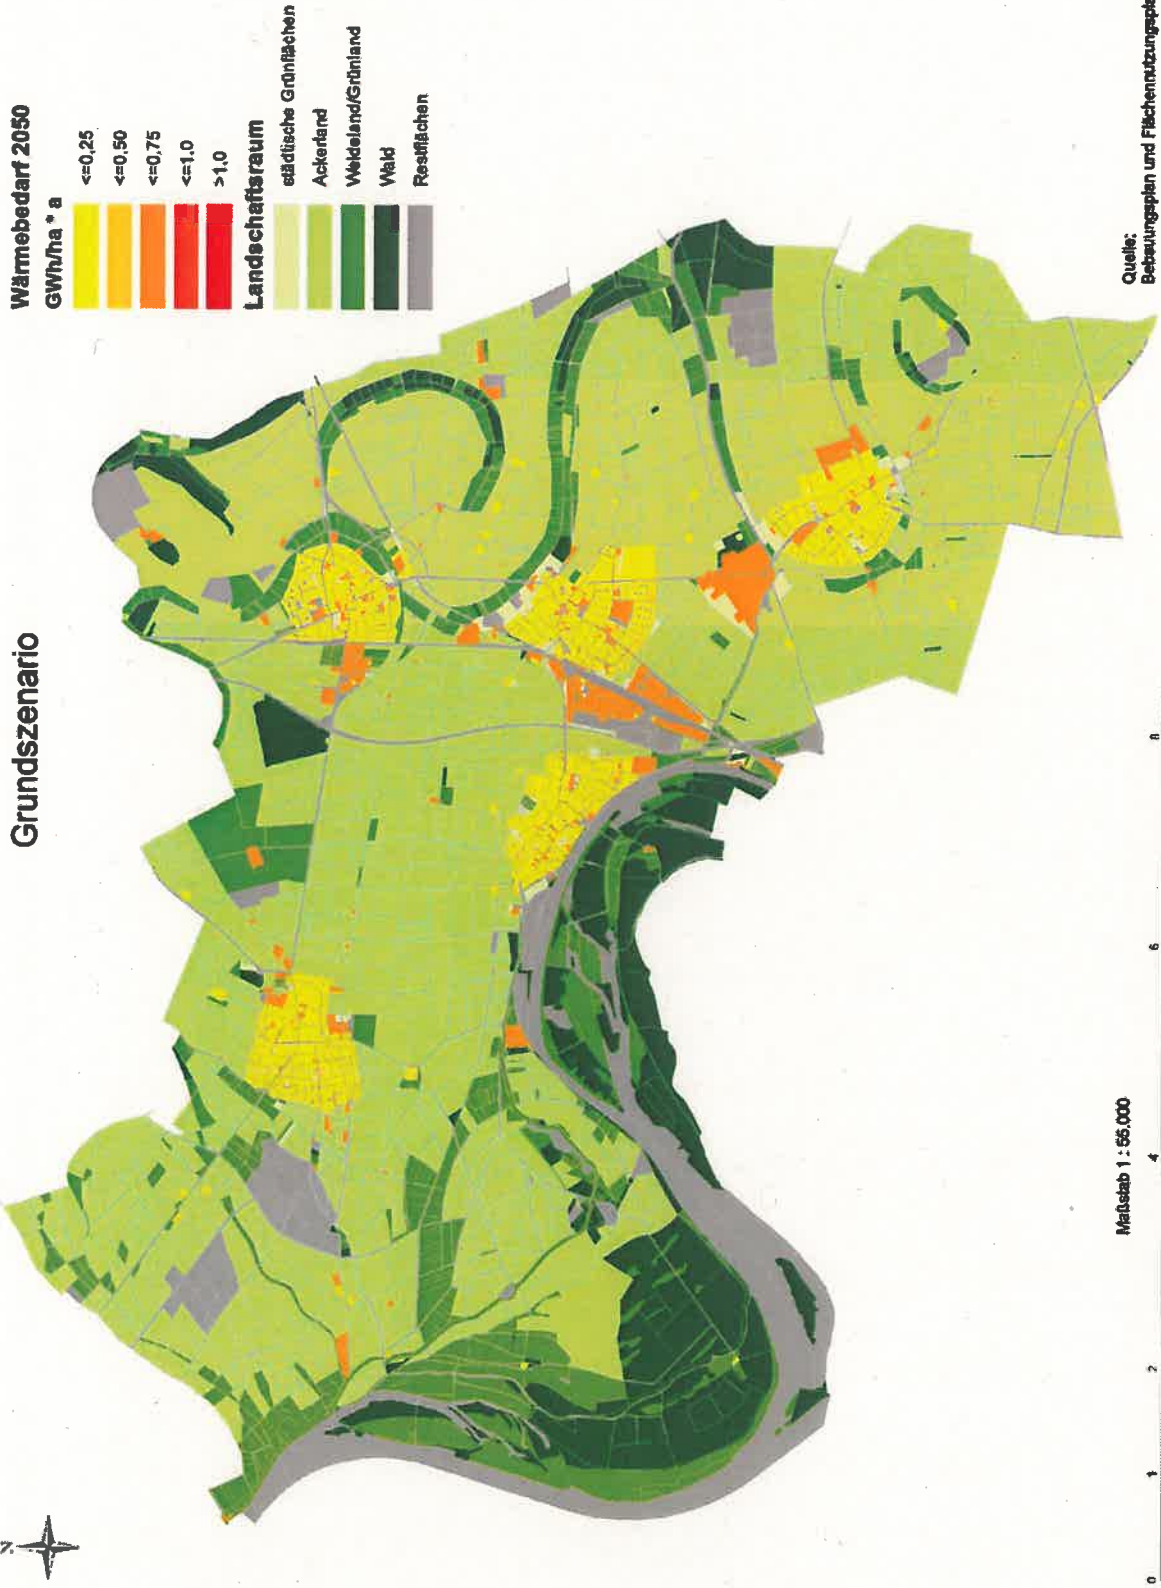 Grundszenario
Wärmebedarf 2050
GWh/ha * a
<=0,25
<=0,50
<=0,75
<=1,0
>1,0
Landschaftsraum
städtische Grünflächen
Ackerland
Weideland/Grünland
Wald
Restflächen
Maßstab 1 : 55.000
0 1 2 4 6 8
Quelle:
Bebauungsplan und